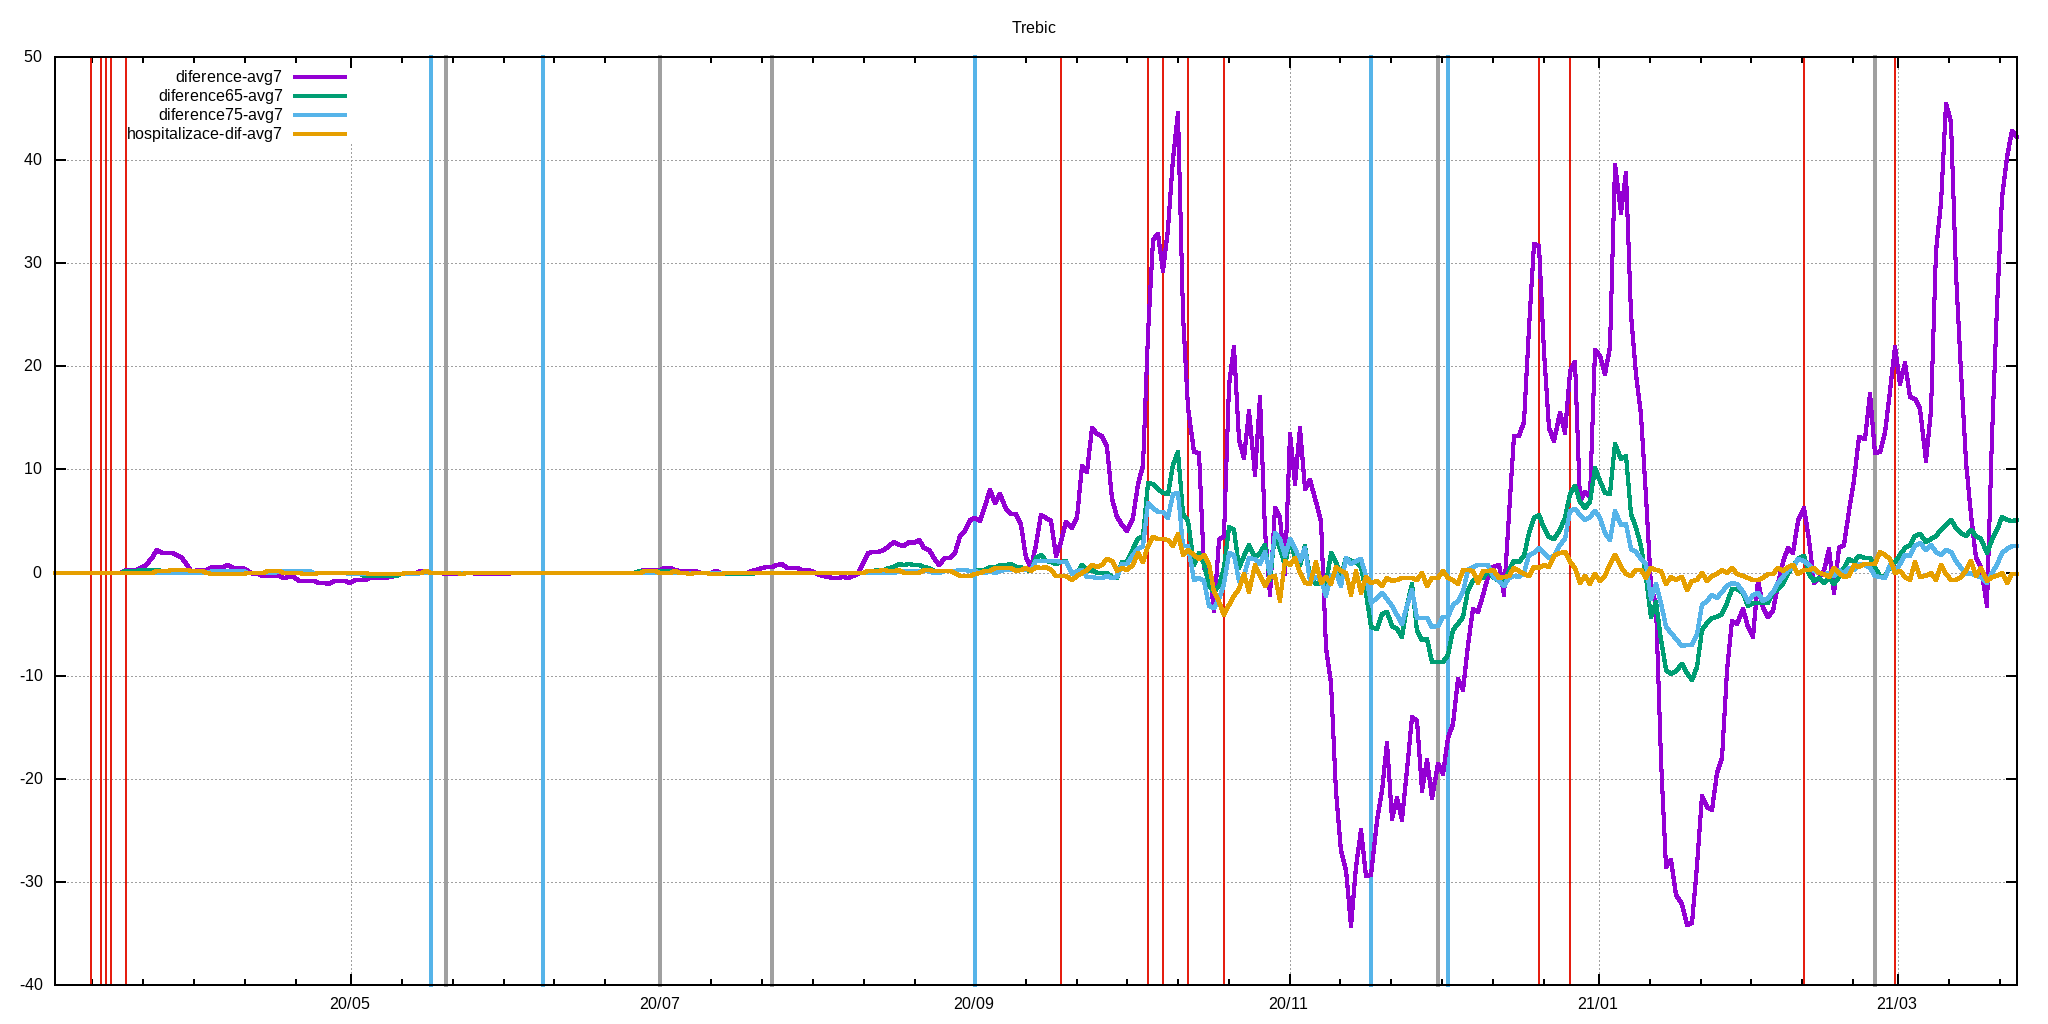 Trebic
50
40
30
20
10
0
-10
-20
-30
-40
diference-avg7
diference65-avg7
diference75-avg7
hospitalizace-dif-avg7
20/05 20/07 20/09 20/11 21/01 21/03